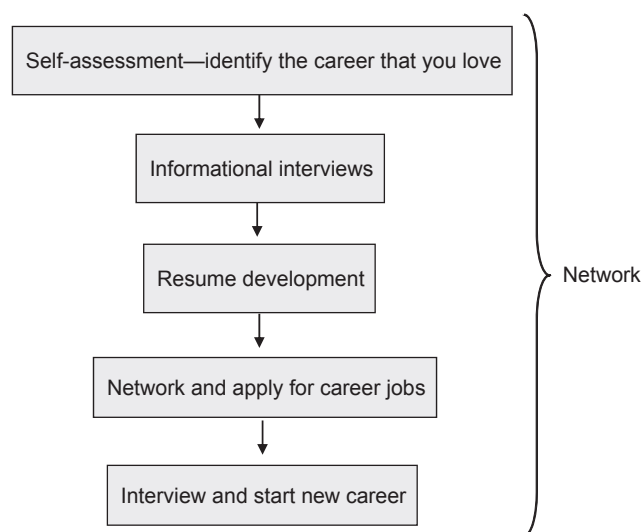 Self-assessment—identify the career that you love
Informational interviews
Resume development
Network
Network and apply for career jobs
Interview and start new career